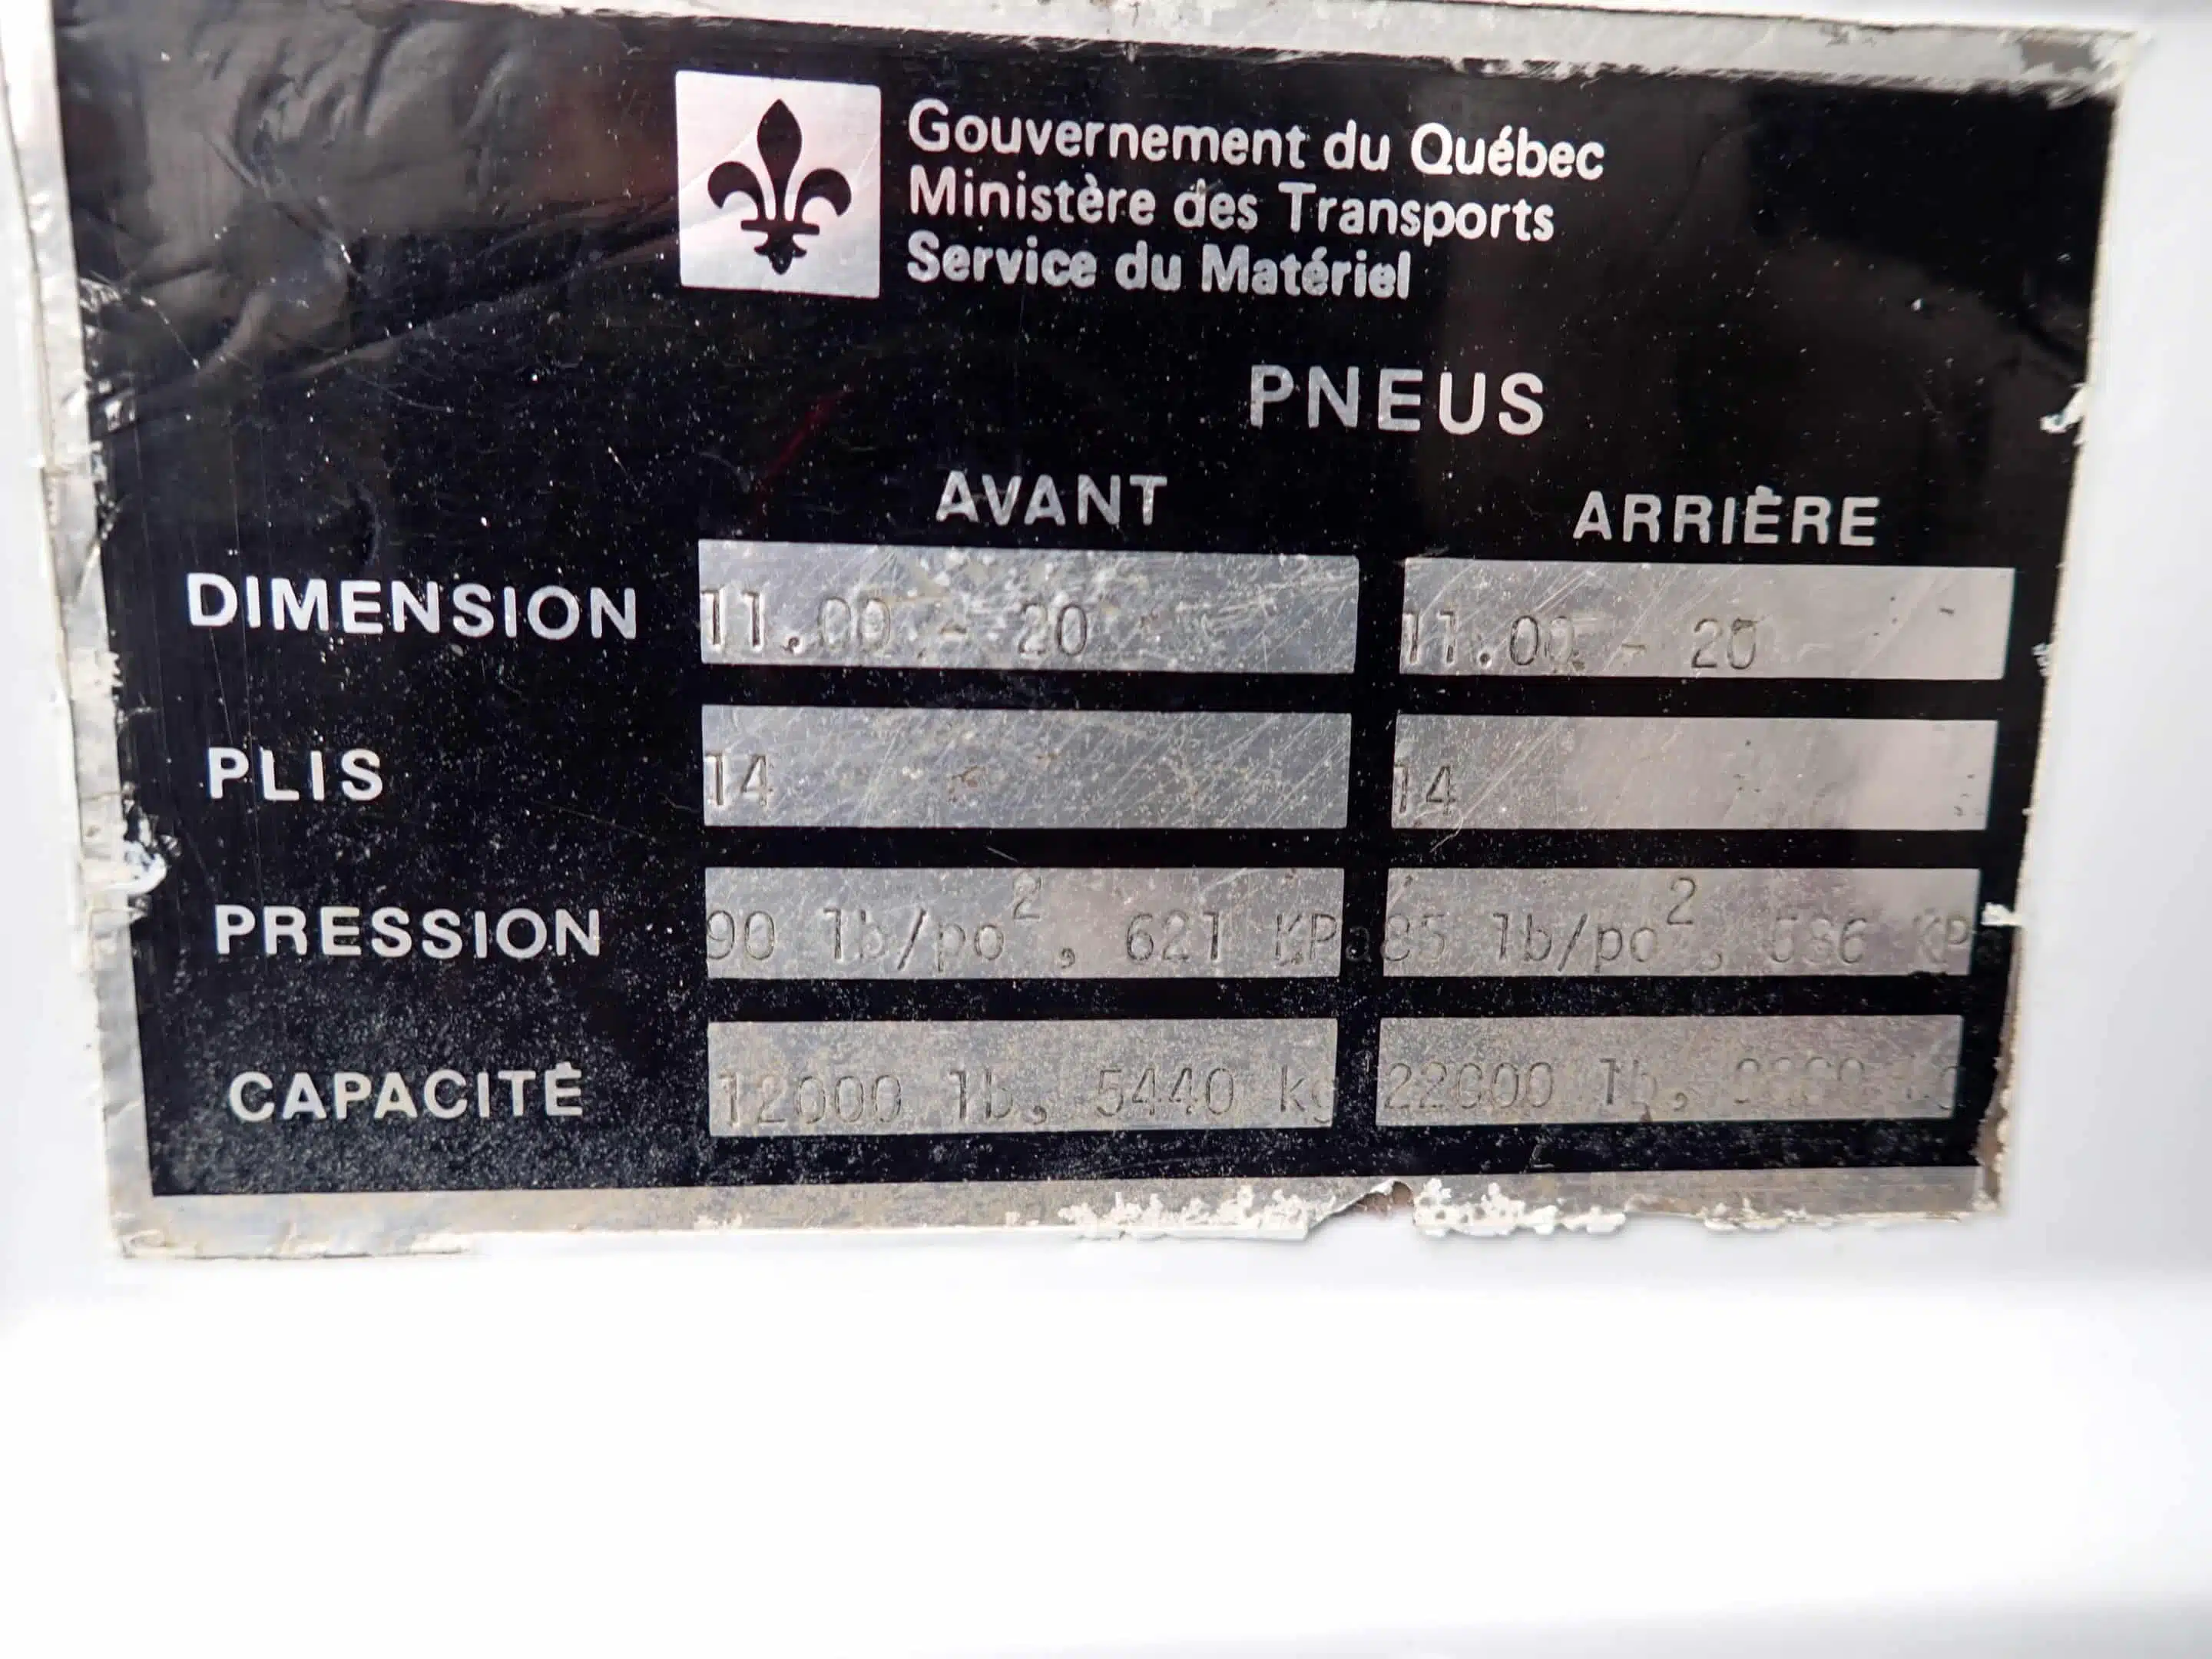 Gouvernement du Québec
Ministère des Transports
Service du Matériel
PNEUS
AVANT ARRIÈRE
DIMENSION 11.00 - 20 11.00 - 20
PLIS 14 14
PRESSION 90 lb/po², 621 KPa 85 lb/po², 586 KPa
CAPACITÉ 12000 lb, 5440 kg 22000 lb, kg